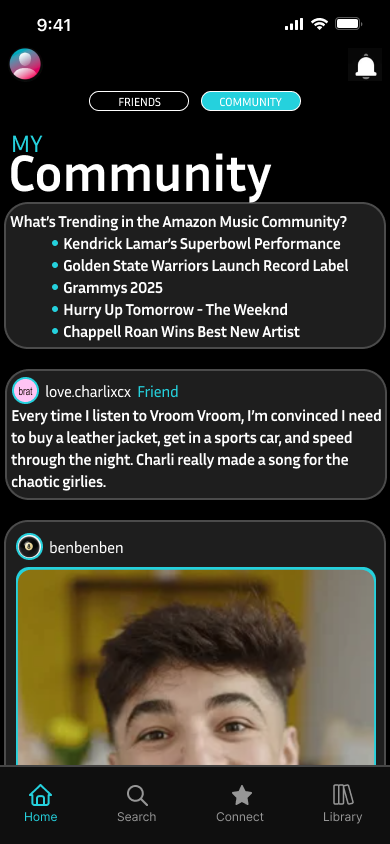 9:41
FRIENDS
COMMUNITY
MY
Community
What's Trending in the Amazon Music Community?
Kendrick Lamar's Superbowl Performance
Golden State Warriors Launch Record Label
Grammys 2025
Hurry Up Tomorrow - The Weeknd
Chappell Roan Wins Best New Artist
brat
love.charlixcx Friend
Every time I listen to Vroom Vroom, I'm convinced I need
to buy a leather jacket, get in a sports car, and speed
through the night. Charli really made a song for the
chaotic girlies.
benbenben
Home
Search
Connect
Library